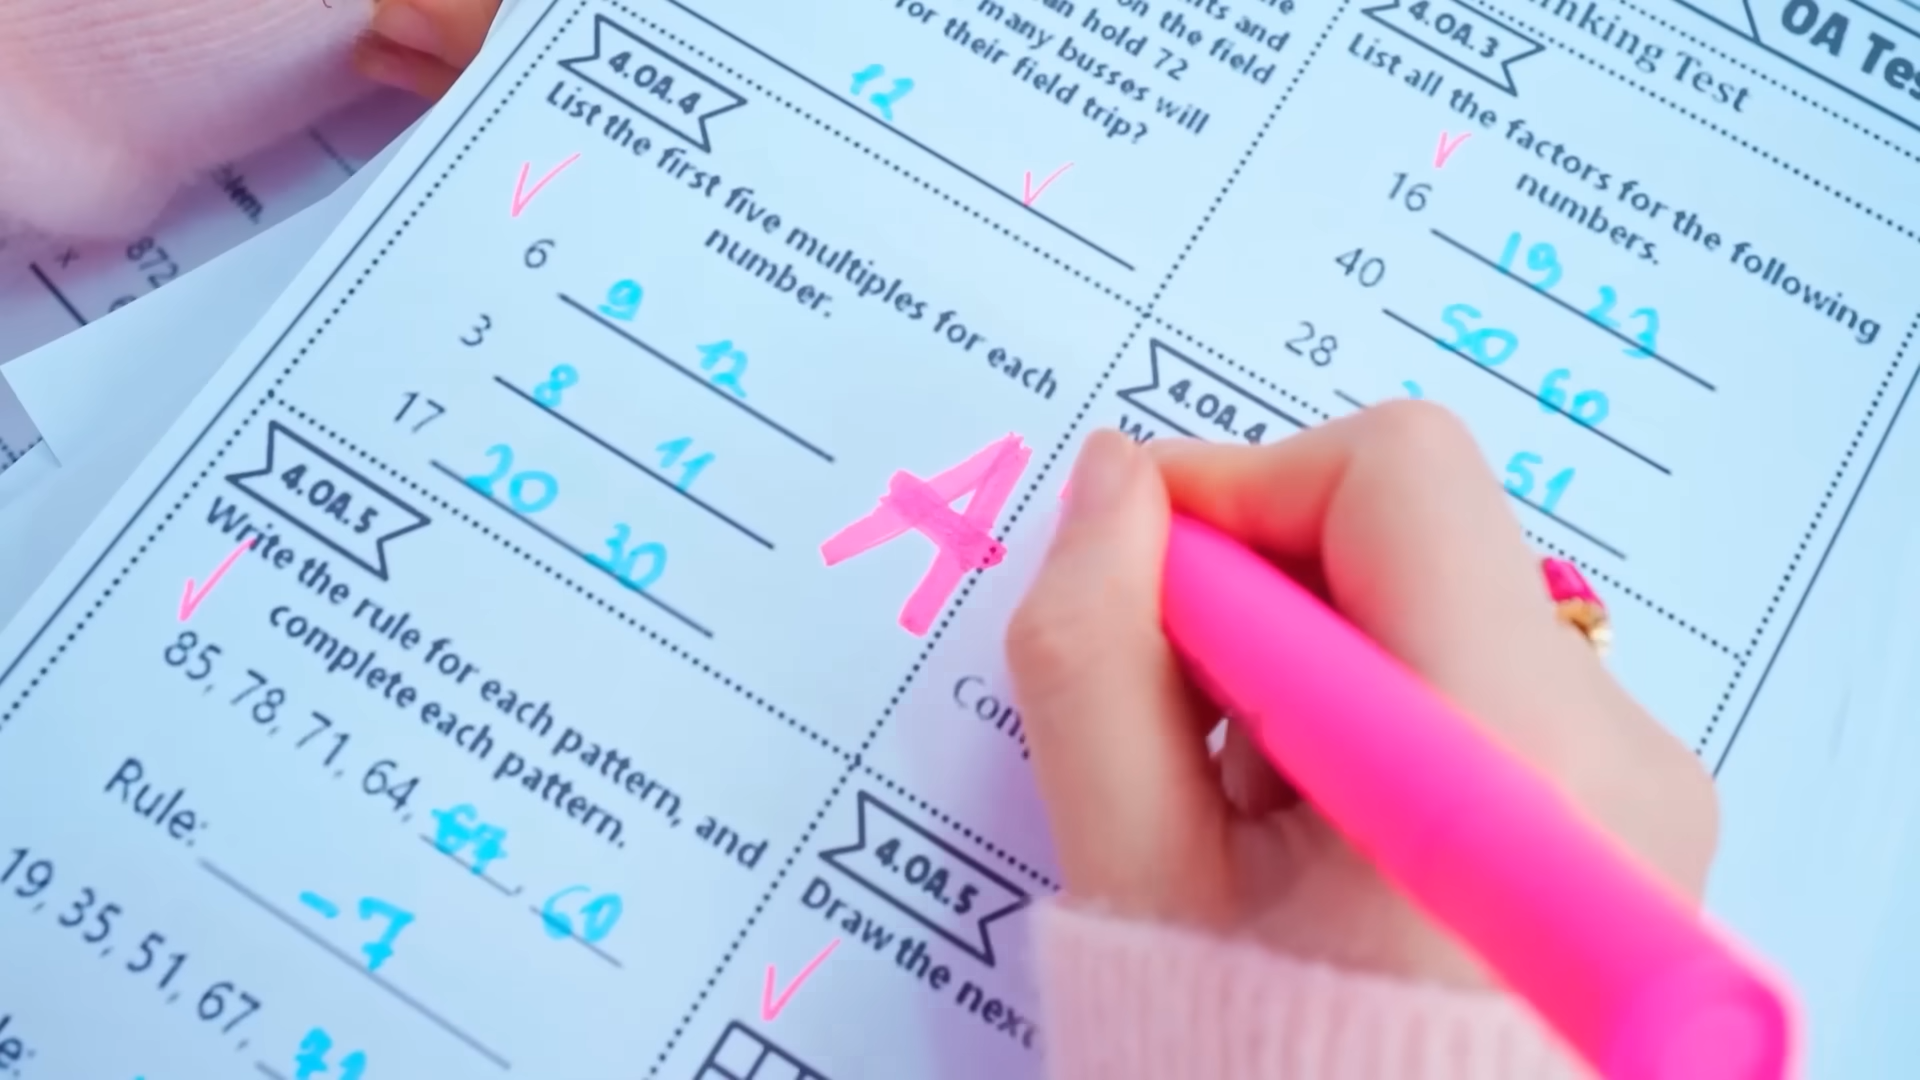 OA Tes
nking Test
4.OA.3
List all the factors for the following
numbers.
16 19 23
40 50 60
28 51
on the field
an hold 72
many busses will
for their field trip?
12
4.OA.4
List the first five multiples for each
number.
6 9 12
3 8 11
17 20 30
A
4.OA.4
4.OA.5
Write the rule for each pattern, and
complete each pattern.
85, 78, 71, 64, 60
Rule: -7
19, 35, 51, 67, 71
4.OA.5
Draw the next
872